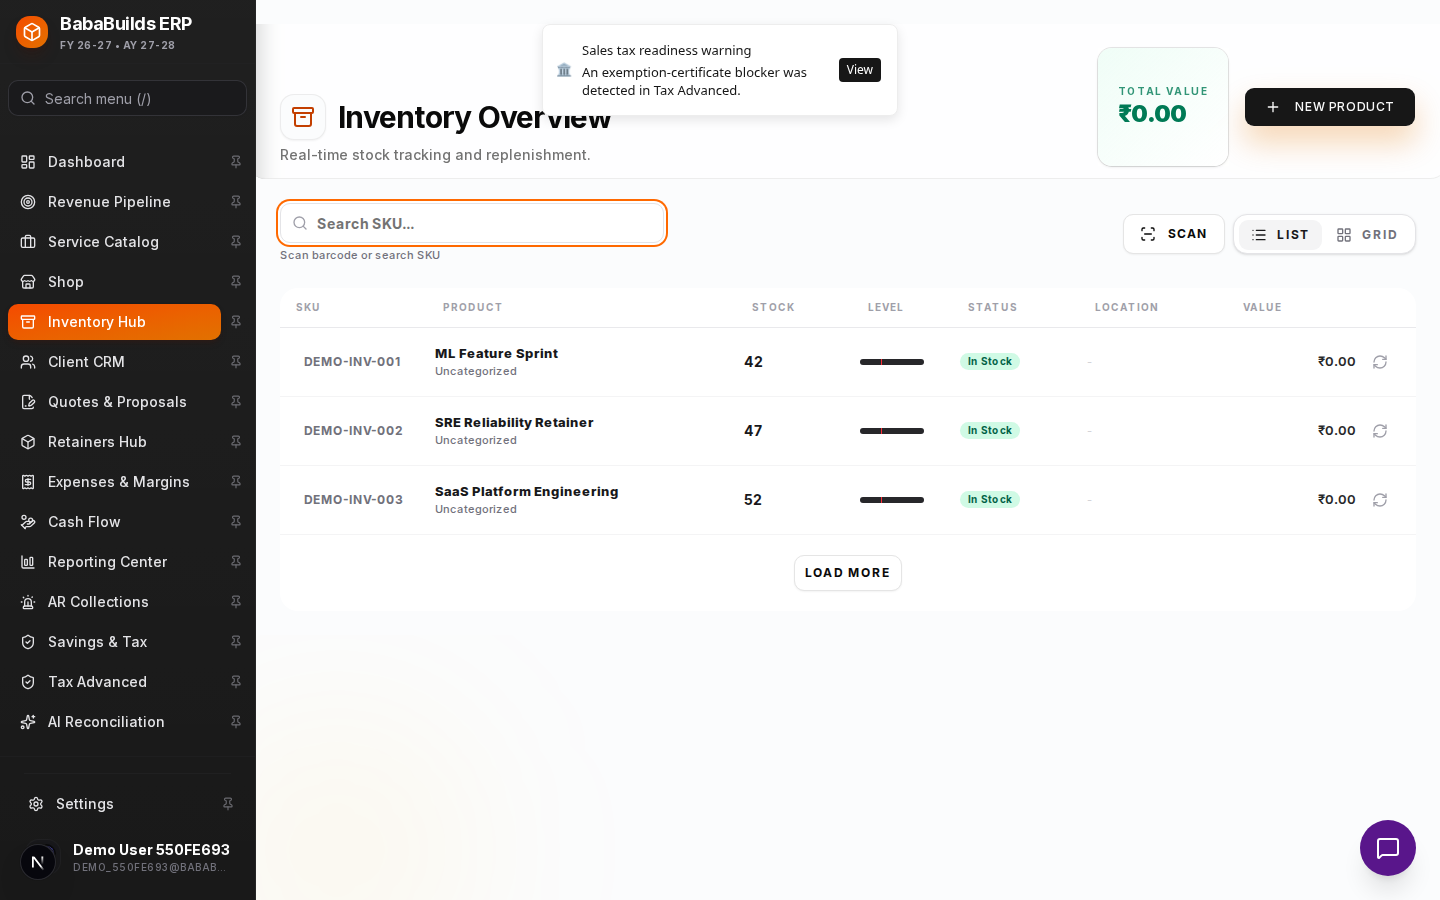 BabaBuilds ERP
FY 26-27 • AY 27-28
Search menu (/)
Dashboard
Revenue Pipeline
Service Catalog
Shop
Inventory Hub
Client CRM
Quotes & Proposals
Retainers Hub
Expenses & Margins
Cash Flow
Reporting Center
AR Collections
Savings & Tax
Tax Advanced
AI Reconciliation
Settings
Demo User 550FE693
DEMO_550FE693@BABAB...
Sales tax readiness warning
An exemption-certificate blocker was
detected in Tax Advanced.
View
Inventory Overview
Real-time stock tracking and replenishment.
TOTAL VALUE
₹0.00
NEW PRODUCT
Search SKU...
Scan barcode or search SKU
SCAN
LIST
GRID
SKU PRODUCT STOCK LEVEL STATUS LOCATION VALUE
DEMO-INV-001 ML Feature Sprint 42 In Stock - ₹0.00
Uncategorized
DEMO-INV-002 SRE Reliability Retainer 47 In Stock - ₹0.00
Uncategorized
DEMO-INV-003 SaaS Platform Engineering 52 In Stock - ₹0.00
Uncategorized
LOAD MORE